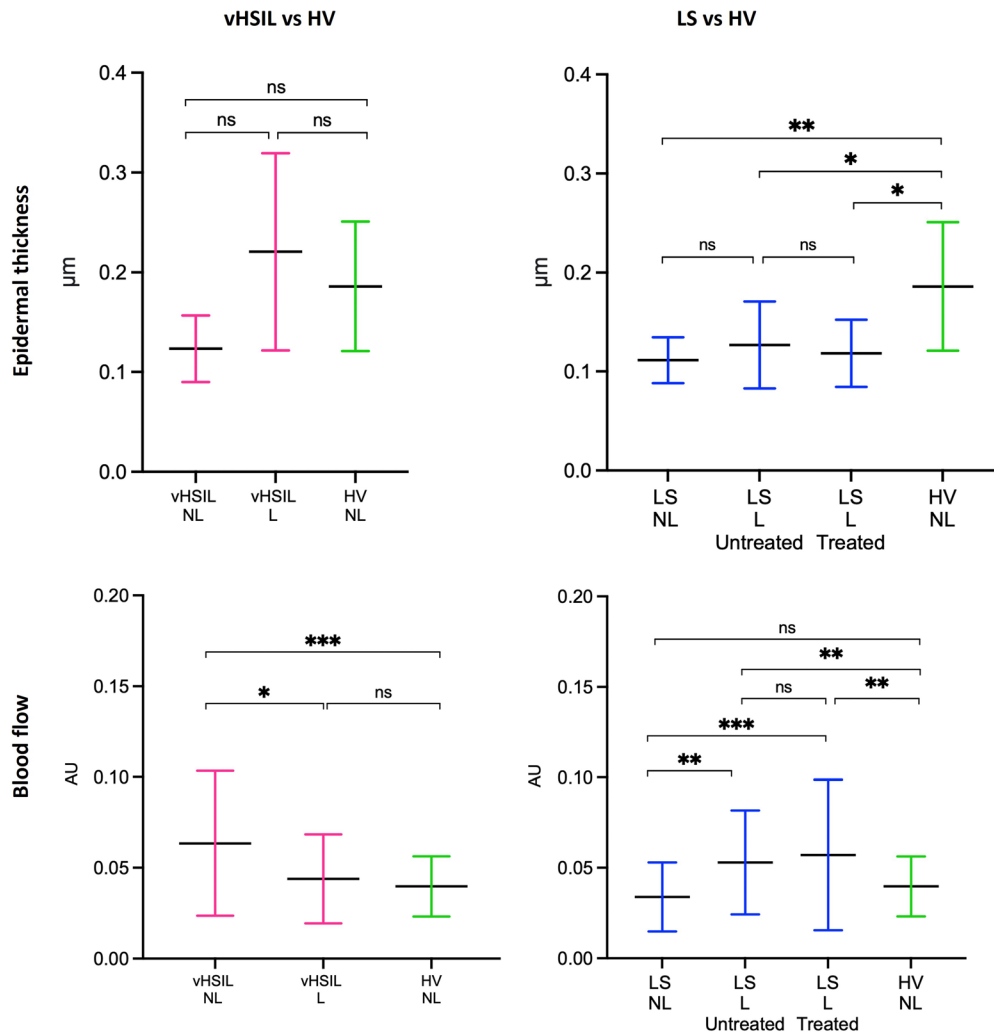 vHSIL vs HV
LS vs HV
Epidermal thickness
µm
0.4
0.3
0.2
0.1
0.0
ns
ns
ns
vHSIL
NL
vHSIL
L
HV
NL
µm
0.4
0.3
0.2
0.1
0.0
**
*
*
ns
ns
LS
NL
LS
L
Untreated
LS
L
Treated
HV
NL
Blood flow
AU
0.20
0.15
0.10
0.05
0.00
***
*
ns
vHSIL
NL
vHSIL
L
HV
NL
AU
0.20
0.15
0.10
0.05
0.00
ns
**
ns
**
***
**
LS
NL
LS
L
Untreated
LS
L
Treated
HV
NL